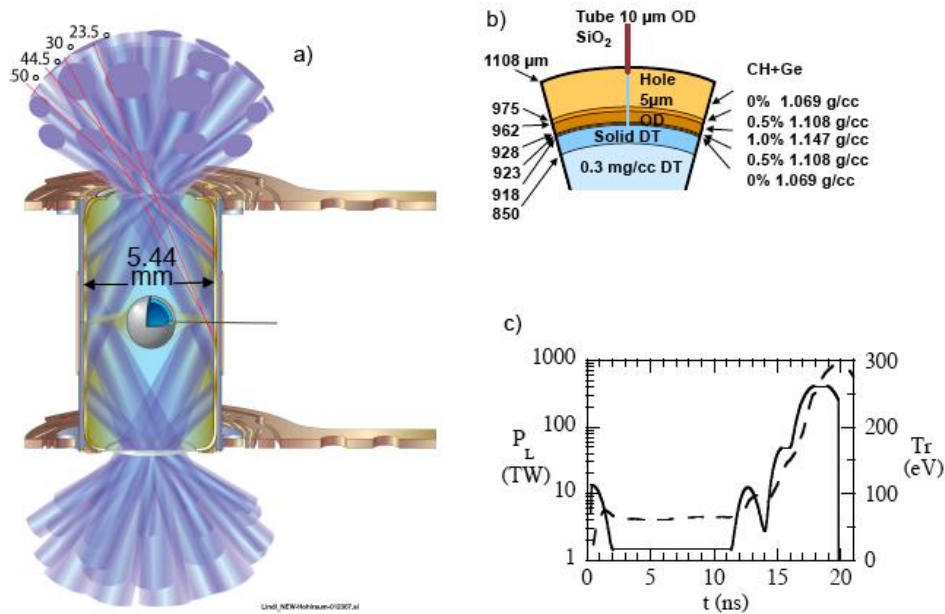 a)
23.5 °
30 °
44.5 °
50 °
5.44
mm
Lindl_NEW-Hohlraum-012307.ai
b)
Tube 10 µm OD
SiO2
1108 µm
Hole
5µm
OD
Solid DT
0.3 mg/cc DT
975
962
928
923
918
850
CH+Ge
0% 1.069 g/cc
0.5% 1.108 g/cc
1.0% 1.147 g/cc
0.5% 1.108 g/cc
0% 1.069 g/cc
c)
1000
100
10
1
PL
(TW)
300
200
100
0
Tr
(eV)
0 5 10 15 20
t (ns)